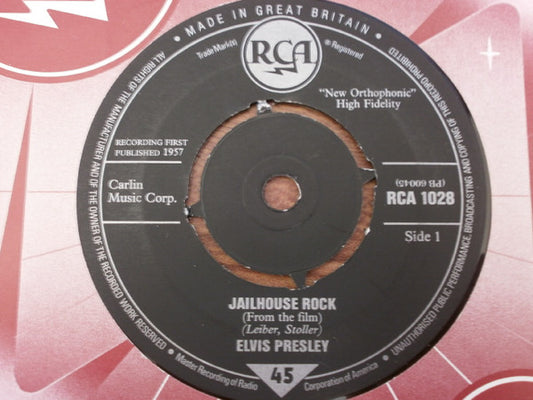 • MADE IN GREAT BRITAIN •
Trade Mark(s)
® Registered
RCA
"New Orthophonic"
High Fidelity
RECORDING FIRST
PUBLISHED 1957
(PB 60045)
Carlin
Music Corp.
RCA 1028
Side 1
JAILHOUSE ROCK
(From the film)
(Leiber, Stoller)
ELVIS PRESLEY
45
• Master Recording of Radio Corporation of America •
ALL RIGHTS OF THE MANUFACTURER AND OF THE OWNER OF THE RECORDED WORK RESERVED
UNAUTHORISED PUBLIC PERFORMANCE, BROADCASTING AND COPYING OF THIS RECORD PROHIBITED